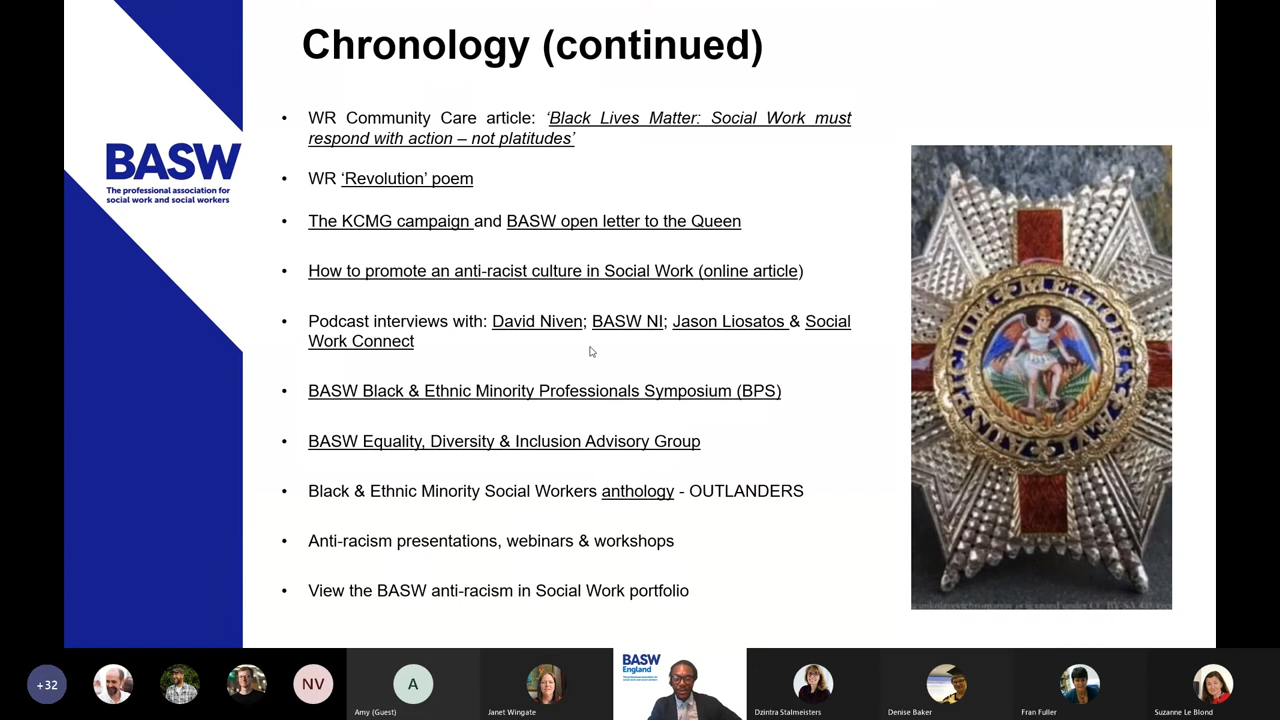 Chronology (continued)
BASW
The professional association for
social work and social workers
• WR Community Care article: ‘Black Lives Matter: Social Work must
respond with action – not platitudes’
• WR ‘Revolution’ poem
• The KCMG campaign and BASW open letter to the Queen
• How to promote an anti-racist culture in Social Work (online article)
• Podcast interviews with: David Niven; BASW NI; Jason Liosatos & Social
Work Connect
• BASW Black & Ethnic Minority Professionals Symposium (BPS)
• BASW Equality, Diversity & Inclusion Advisory Group
• Black & Ethnic Minority Social Workers anthology - OUTLANDERS
• Anti-racism presentations, webinars & workshops
• View the BASW anti-racism in Social Work portfolio
+32
NV
A
Amy (Guest)
Janet Wingate
BASW
England
Dzintra Stalmeisters
Denise Baker
Fran Fuller
Suzanne Le Blond